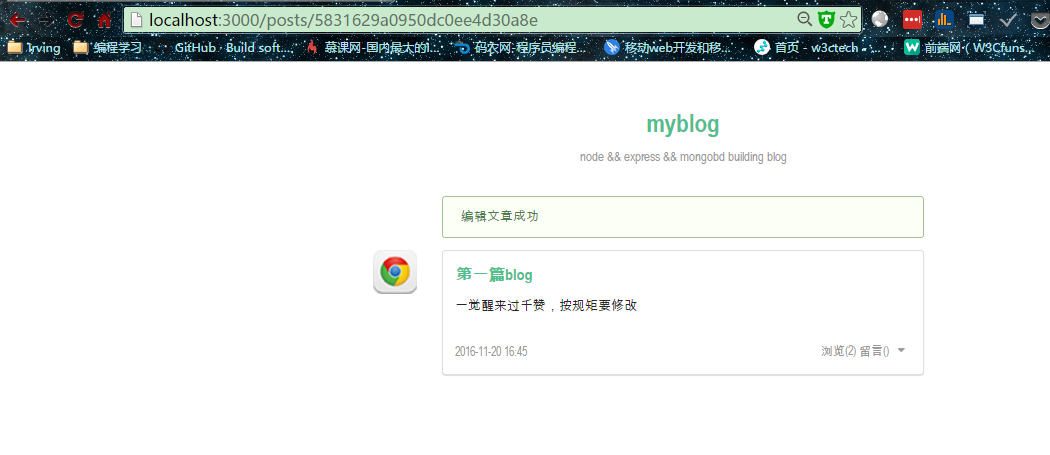 localhost:3000/posts/5831629a0950dc0ee4d30a8e
Irving 编程学习 GitHub · Build soft... 慕课网-国内最大的I... 码农网-程序员编程... 移动web开发和移... 首页 - w3ctech - ... 前端网 ( W3Cfuns...
myblog
node && express && mongobd building blog
编辑文章成功
第一篇blog
一觉醒来过千赞，按规矩要修改
2016-11-20 16:45 浏览(2) 留言()